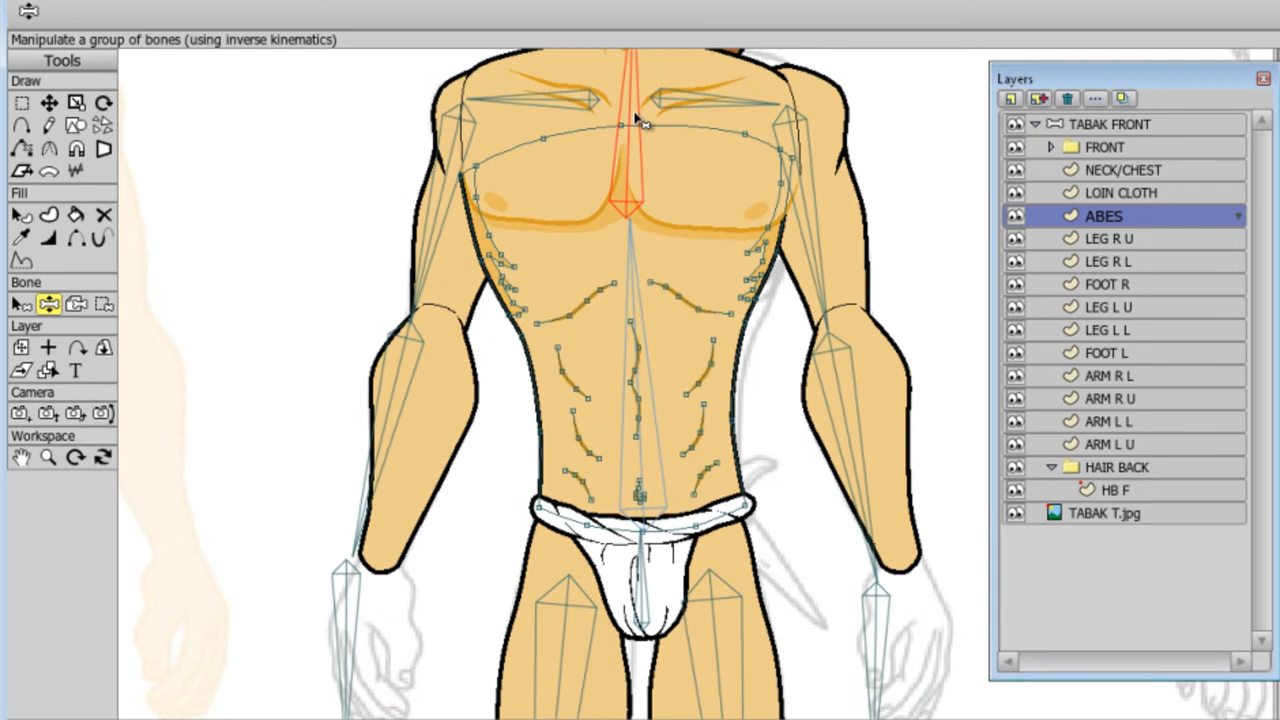 Manipulate a group of bones (using inverse kinematics)
Tools
Draw
Fill
Bone
Layer
Camera
Workspace
Layers
TABAK FRONT
FRONT
NECK/CHEST
LOIN CLOTH
ABES
LEG R U
LEG R L
FOOT R
LEG L U
LEG L L
FOOT L
ARM R L
ARM R U
ARM L L
ARM L U
HAIR BACK
HB F
TABAK T.jpg